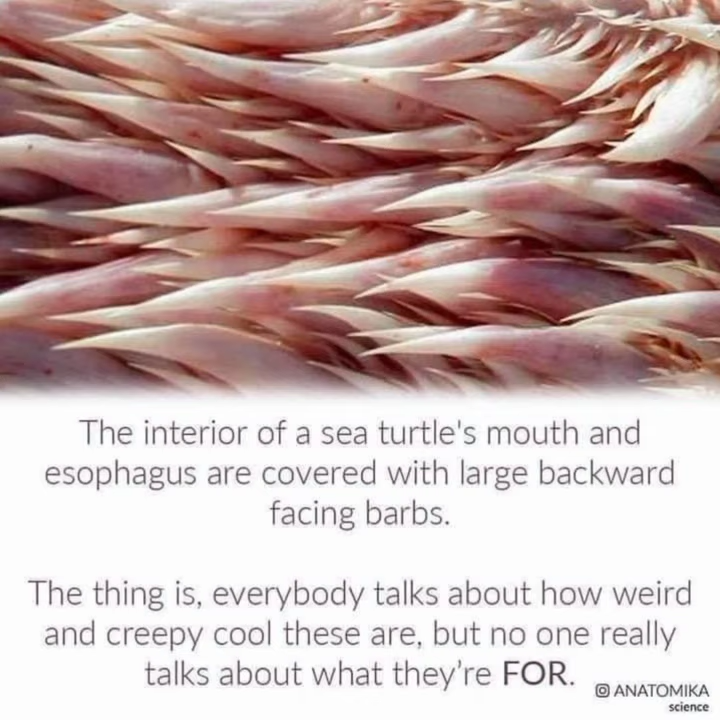 The interior of a sea turtle's mouth and
esophagus are covered with large backward
facing barbs.
The thing is, everybody talks about how weird
and creepy cool these are, but no one really
talks about what they're FOR.
ANATOMIKA
science